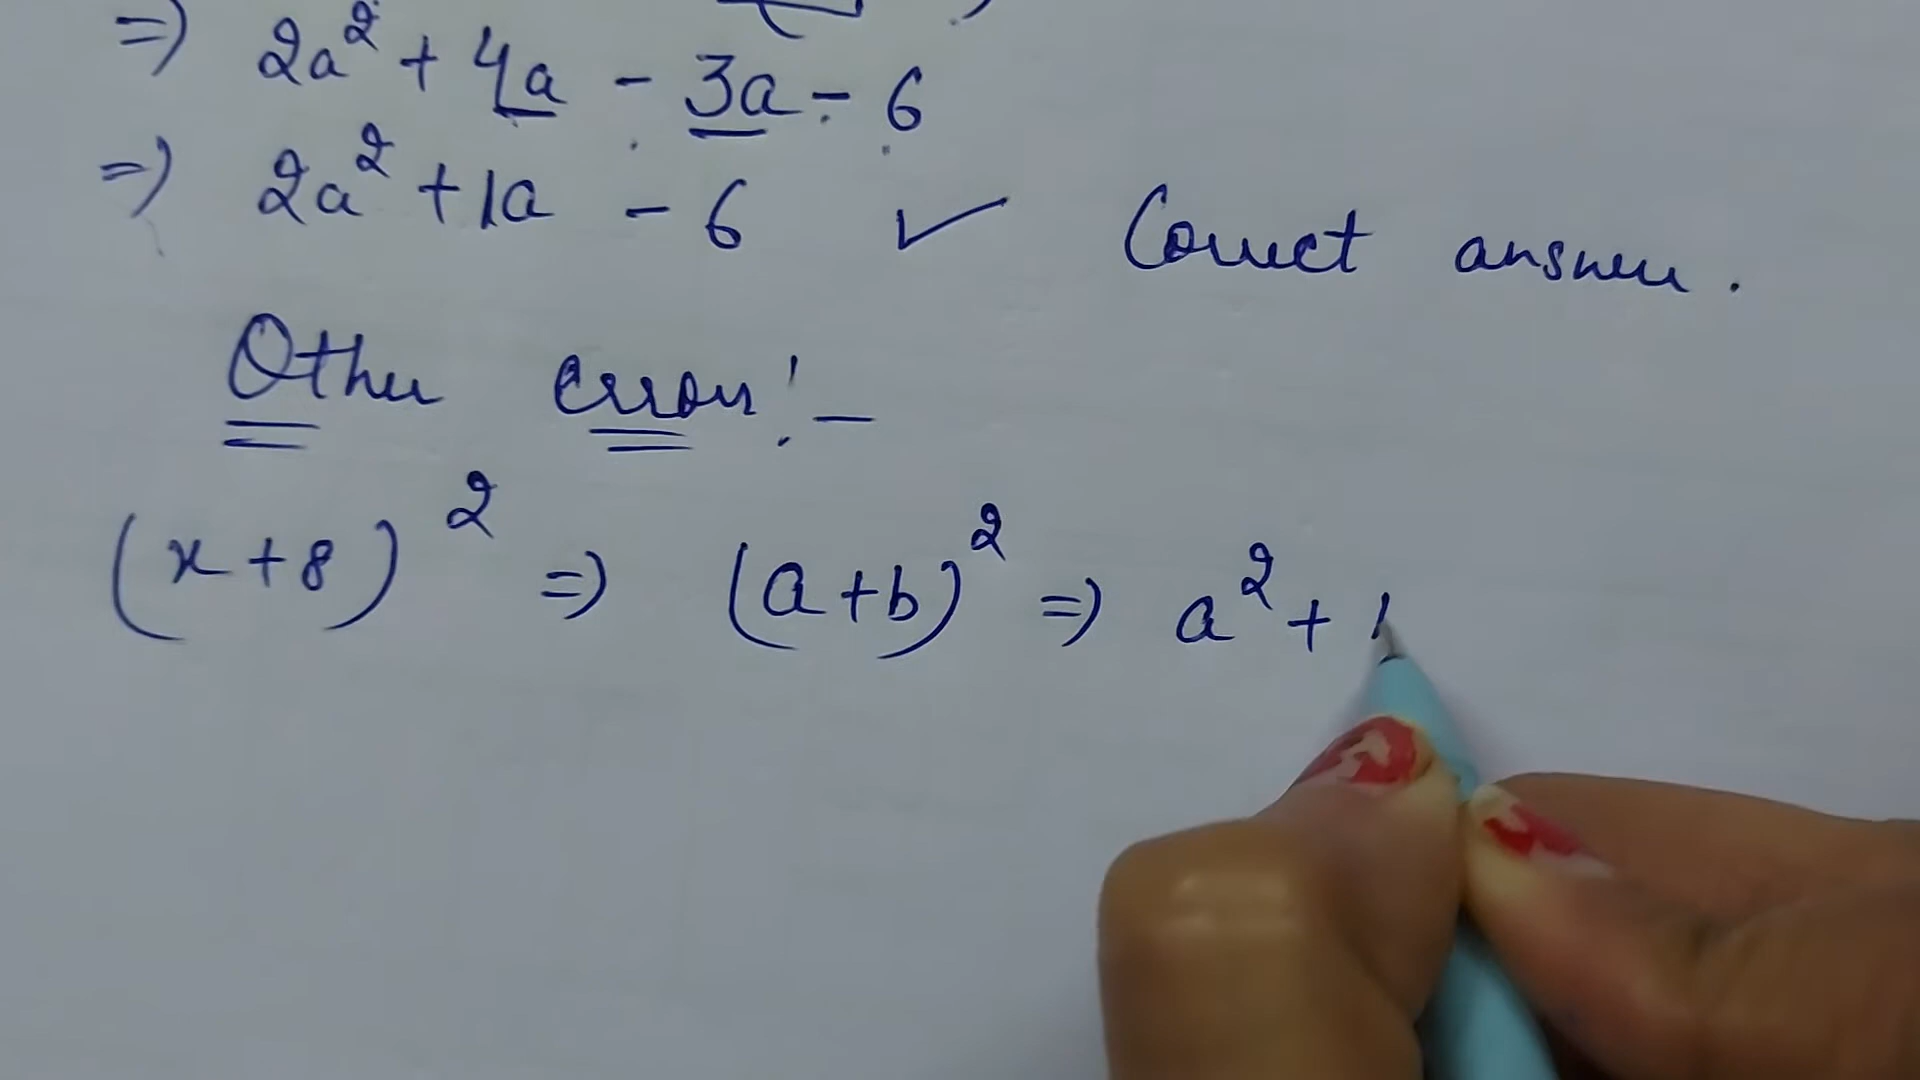 => 2a² + 4a - 3a - 6
=> 2a² + 1a - 6 ✓ Correct answer.
Other error :-
(x+8)² => (a+b)² => a² +